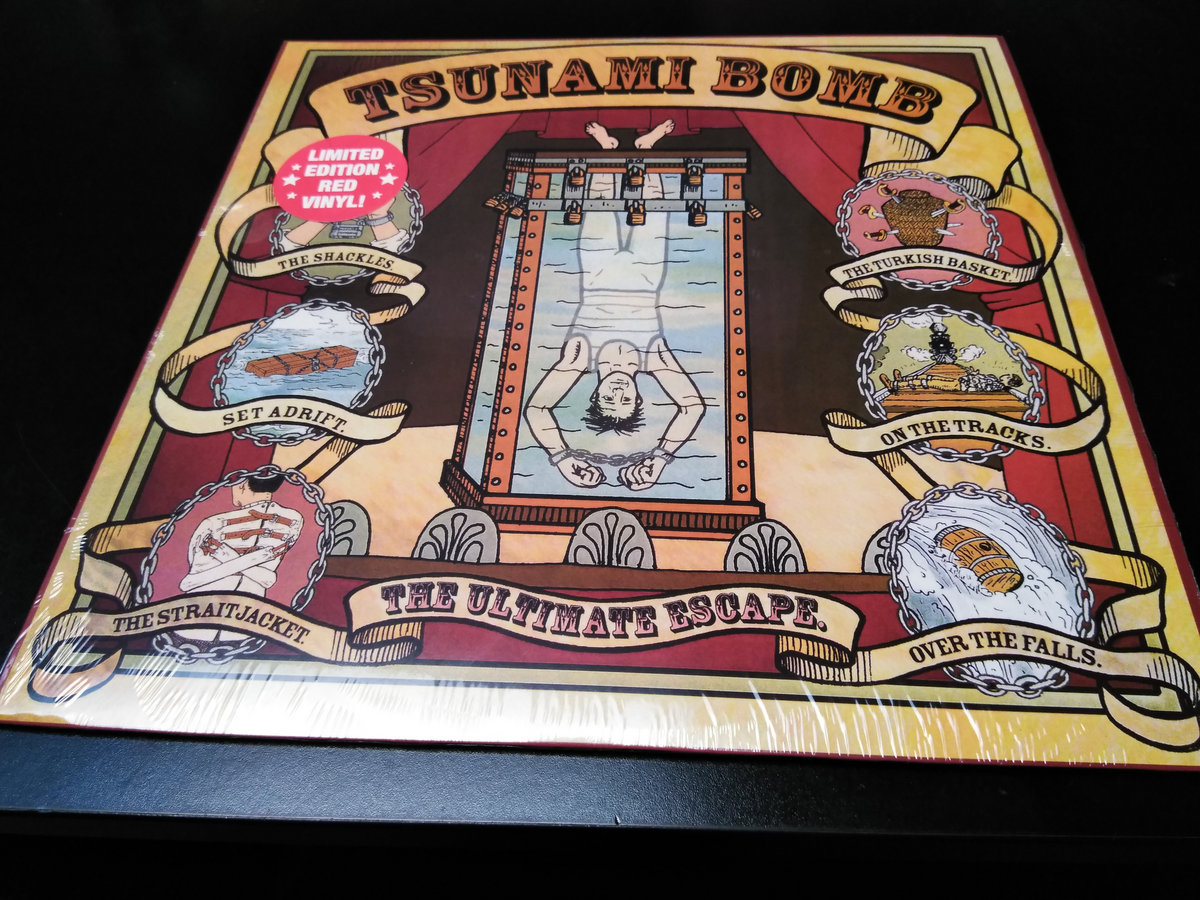 TSUNAMI BOMB
LIMITED
EDITION
RED
VINYL!
THE SHACKLES
THE TURKISH BASKET
SET ADRIFT.
ON THE TRACKS.
THE STRAITJACKET.
THE ULTIMATE ESCAPE.
OVER THE FALLS.